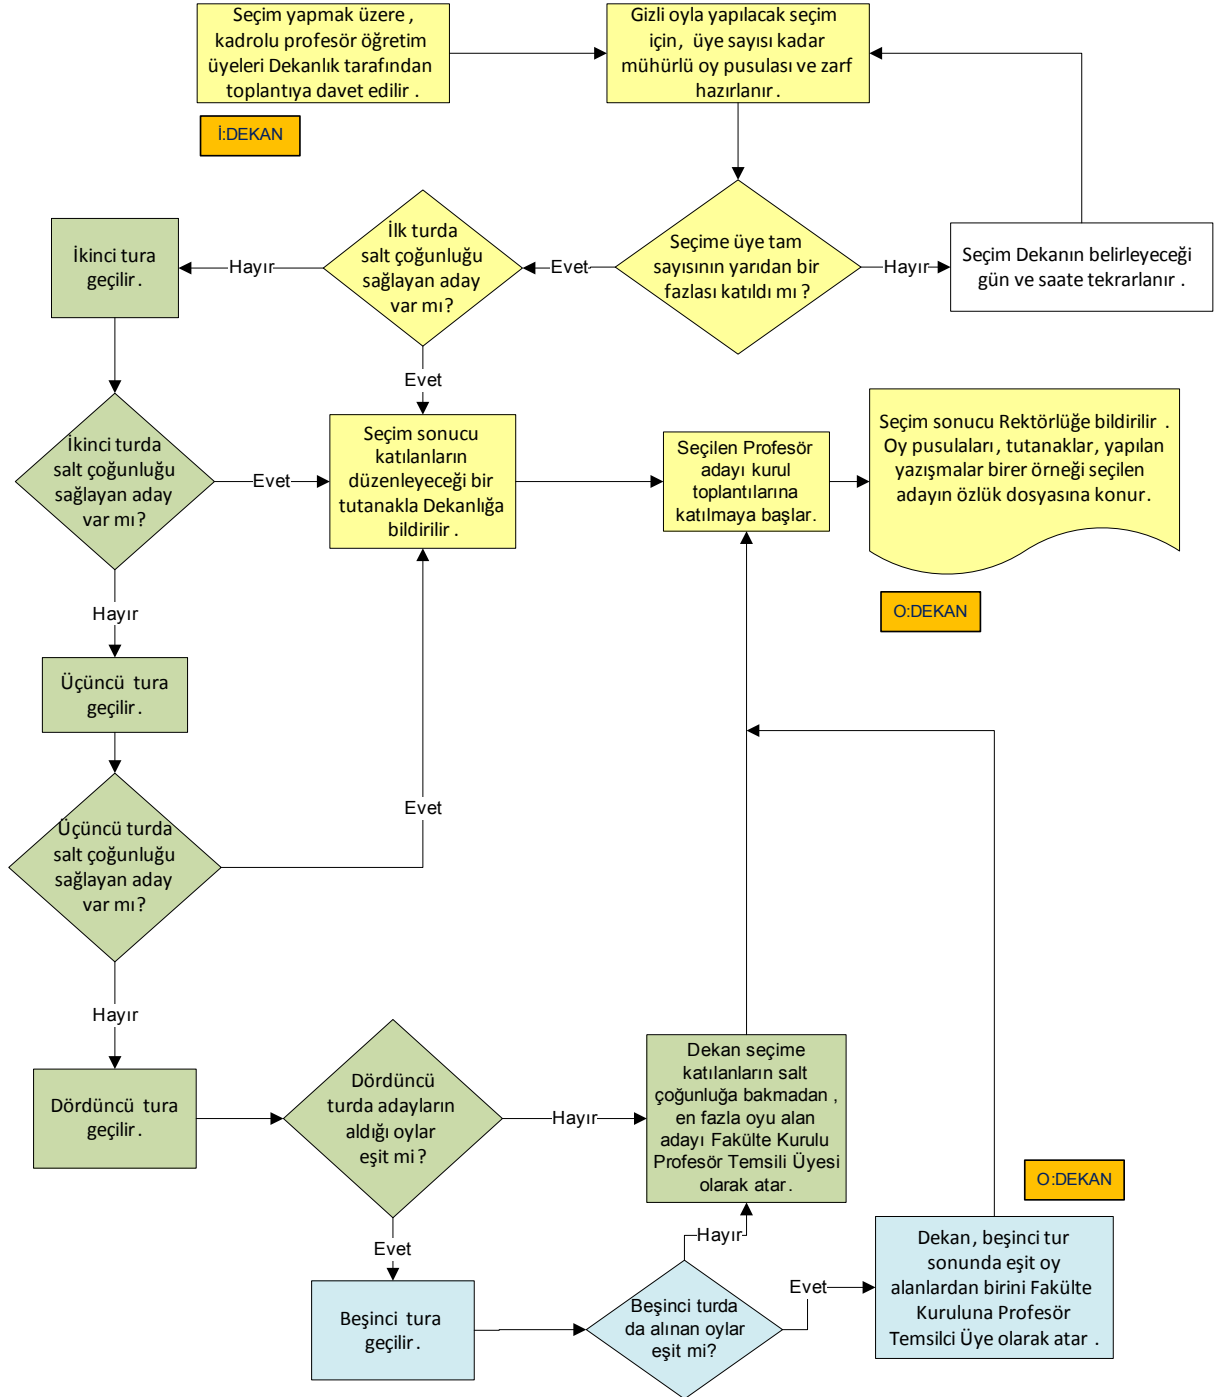 Seçim yapmak üzere ,
kadrolu profesör öğretim
üyeleri Dekanlık tarafından
toplantıya davet edilir .
Gizli oyla yapılacak seçim
için, üye sayısı kadar
mühürlü oy pusulası ve zarf
hazırlanır .
İ:DEKAN
Seçime üye tam
sayısının yarıdan bir
fazlası katıldı mı ?
Hayır
Seçim Dekanın belirleyeceği
gün ve saate tekrarlanır .
Evet
İlk turda
salt çoğunluğu
sağlayan aday
var mı ?
Hayır
İkinci tura
geçilir .
Evet
İkinci turda
salt çoğunluğu
sağlayan aday
var mı?
Evet
Seçim sonucu
katılanların
düzenleyeceği bir
tutanakla Dekanlığa
bildirilir .
Seçilen Profesör
adayı kurul
toplantılarına
katılmaya başlar.
Seçim sonucu Rektörlüğe bildirilir .
Oy pusulaları, tutanaklar, yapılan
yazışmalar birer örneği seçilen
adayın özlük dosyasına konur.
O:DEKAN
Hayır
Üçüncü tura
geçilir .
Üçüncü turda
salt çoğunluğu
sağlayan aday
var mı?
Evet
Hayır
Dördüncü tura
geçilir .
Dördüncü
turda adayların
aldığı oylar
eşit mi ?
Hayır
Dekan seçime
katılanların salt
çoğunluğa bakmadan ,
en fazla oyu alan
adayı Fakülte Kurulu
Profesör Temsili Üyesi
olarak atar .
Evet
Beşinci tura
geçilir .
Beşinci turda
da alınan oylar
eşit mi?
Hayır
Evet
O:DEKAN
Dekan , beşinci tur
sonunda eşit oy
alanlardan birini Fakülte
Kuruluna Profesör
Temsilci Üye olarak atar .